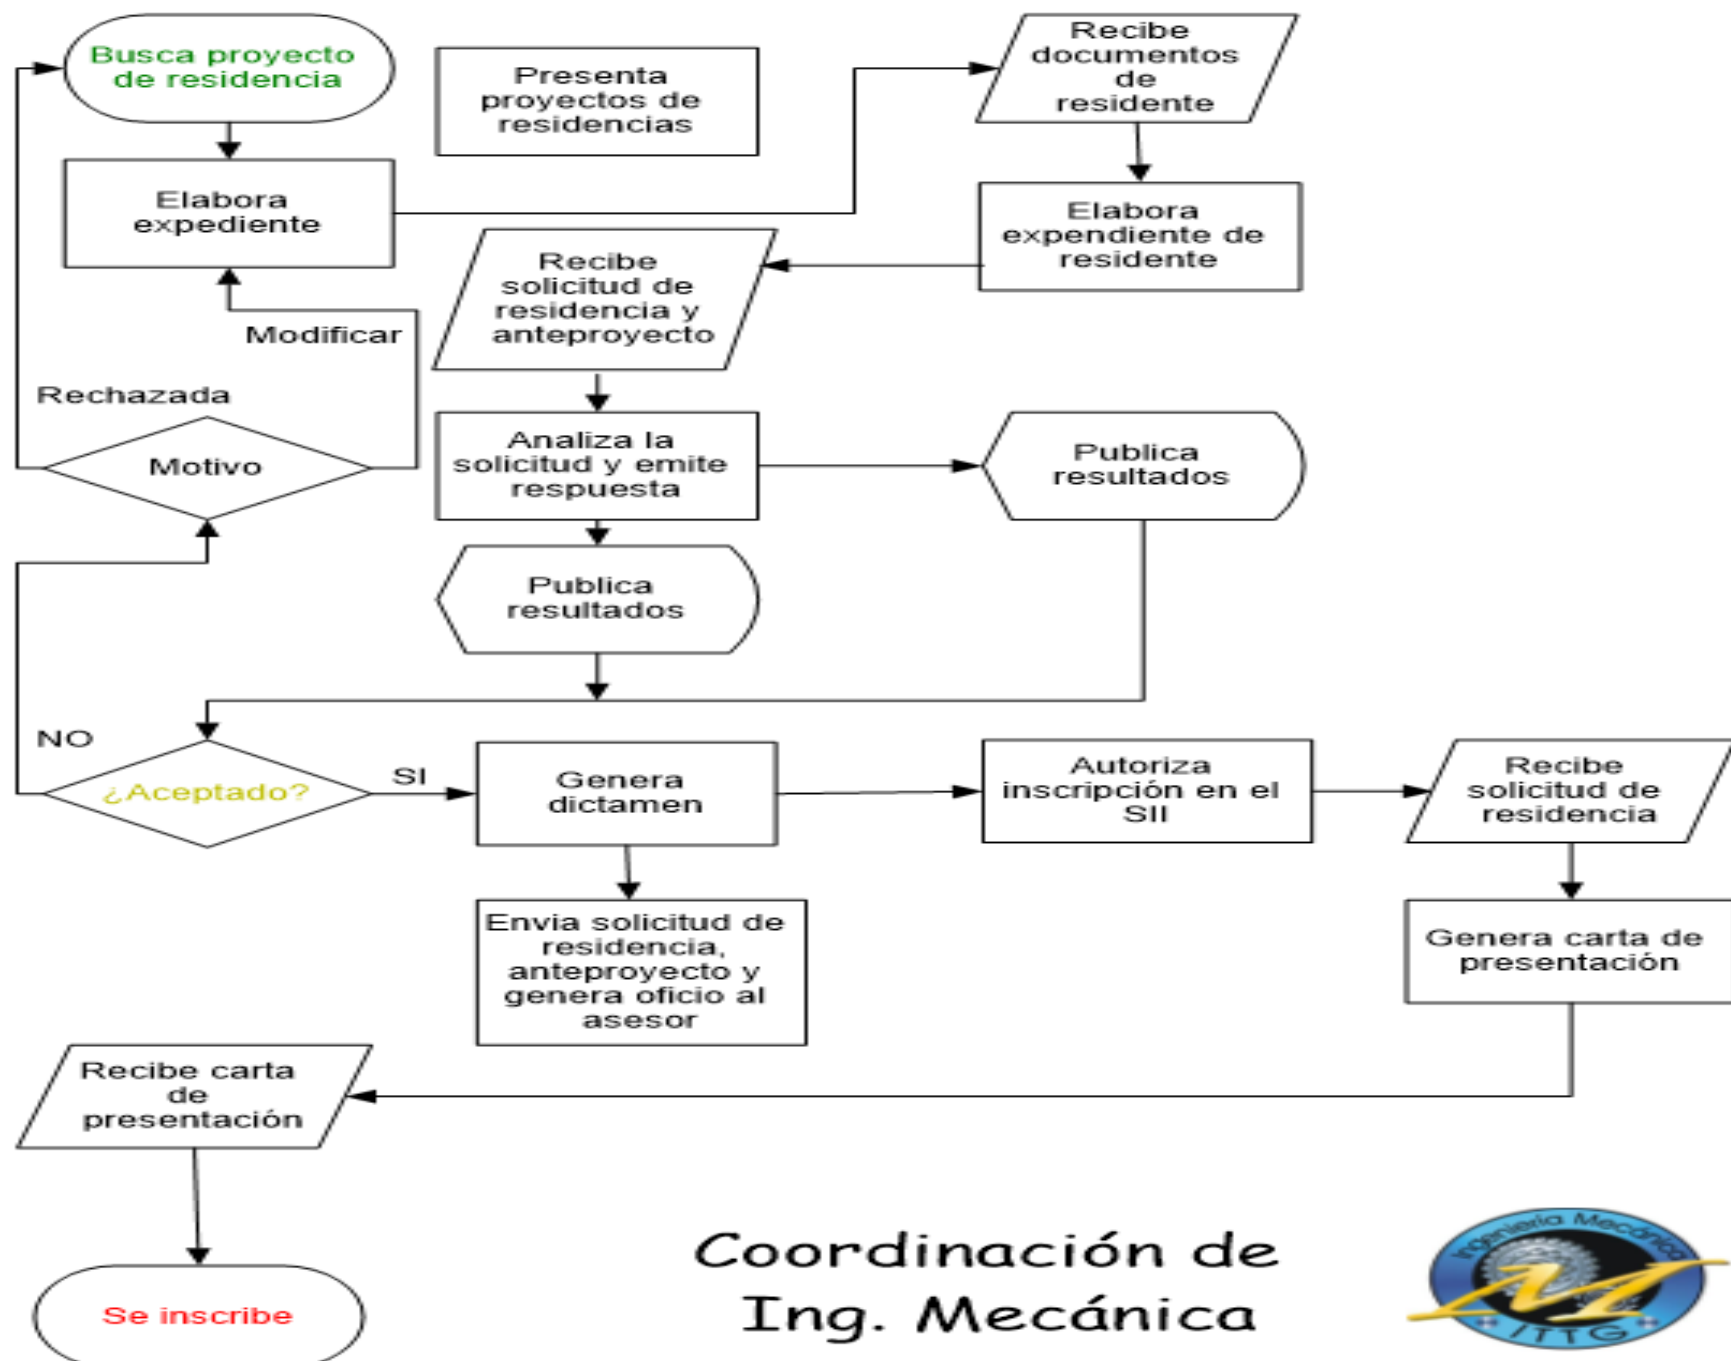 Busca proyecto
de residencia
Presenta
proyectos de
residencias
Recibe
documentos
de
residente
Elabora
expediente
Elabora
expendiente de
residente
Recibe
solicitud de
residencia y
anteproyecto
Modificar
Rechazada
Motivo
Analiza la
solicitud y emite
respuesta
Publica
resultados
Publica
resultados
NO
¿Aceptado?
SI
Genera
dictamen
Autoriza
inscripción en el
SII
Recibe
solicitud de
residencia
Envia solicitud de
residencia,
anteproyecto y
genera oficio al
asesor
Genera carta de
presentación
Recibe carta
de
presentación
Se inscribe
Coordinación de
Ing. Mecánica
Ingeniería Mecánica
M
ITTG